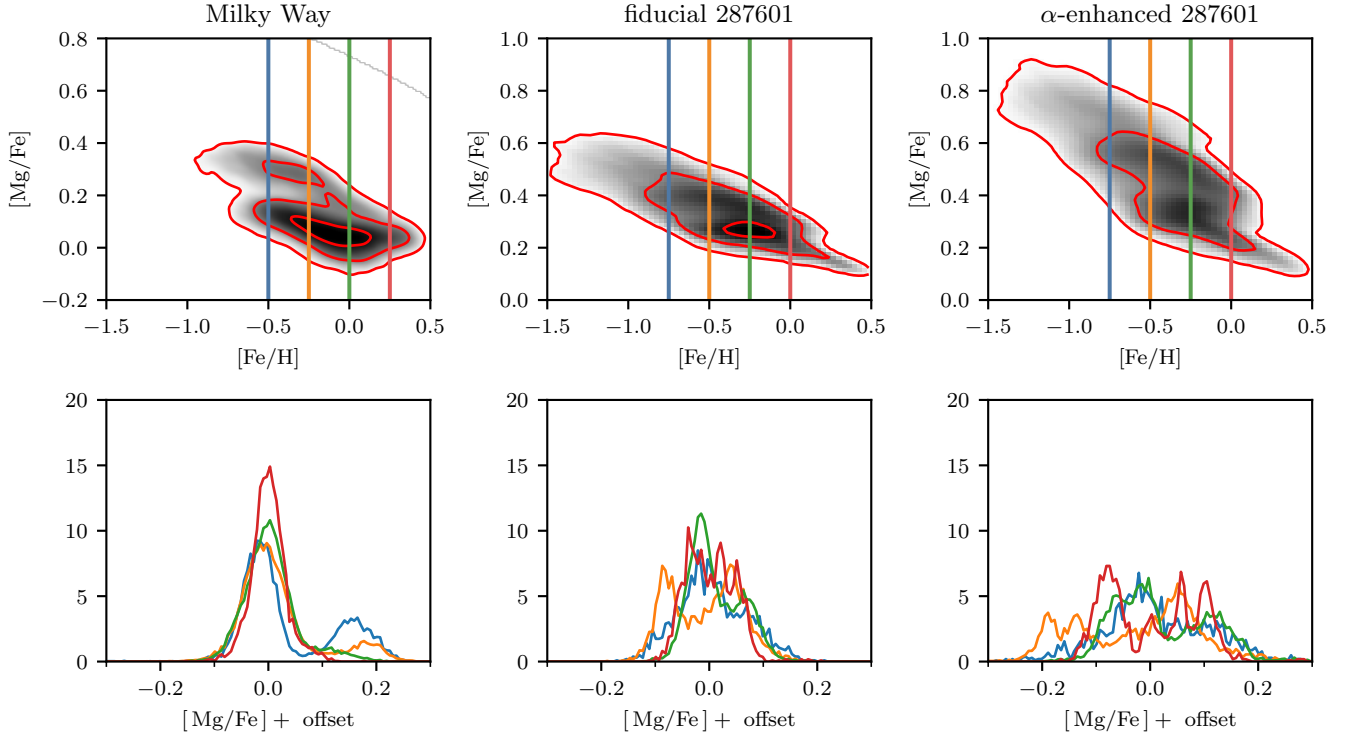 Milky Way
fiducial 287601
α-enhanced 287601
0.8
0.6
0.4
0.2
0.0
−0.2
[Mg/Fe]
−1.5 −1.0 −0.5 0.0 0.5
[Fe/H]
1.0
0.8
0.6
0.4
0.2
0.0
[Mg/Fe]
−1.5 −1.0 −0.5 0.0 0.5
[Fe/H]
1.0
0.8
0.6
0.4
0.2
0.0
[Mg/Fe]
−1.5 −1.0 −0.5 0.0 0.5
[Fe/H]
20
15
10
5
0
−0.2 0.0 0.2
[Mg/Fe] + offset
20
15
10
5
0
−0.2 0.0 0.2
[Mg/Fe] + offset
20
15
10
5
0
−0.2 0.0 0.2
[Mg/Fe] + offset